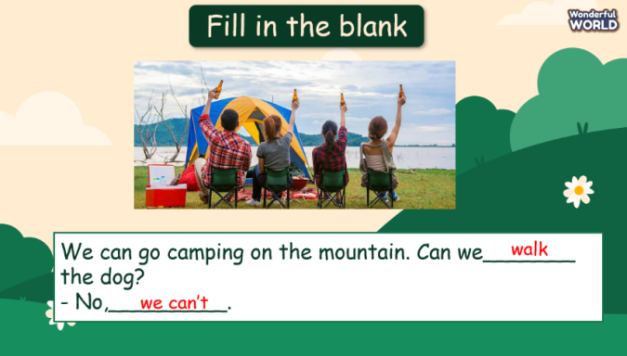 Fill in the blank
Wonderful
WORLD
We can go camping on the mountain. Can we walk
the dog?
- No, we can't.